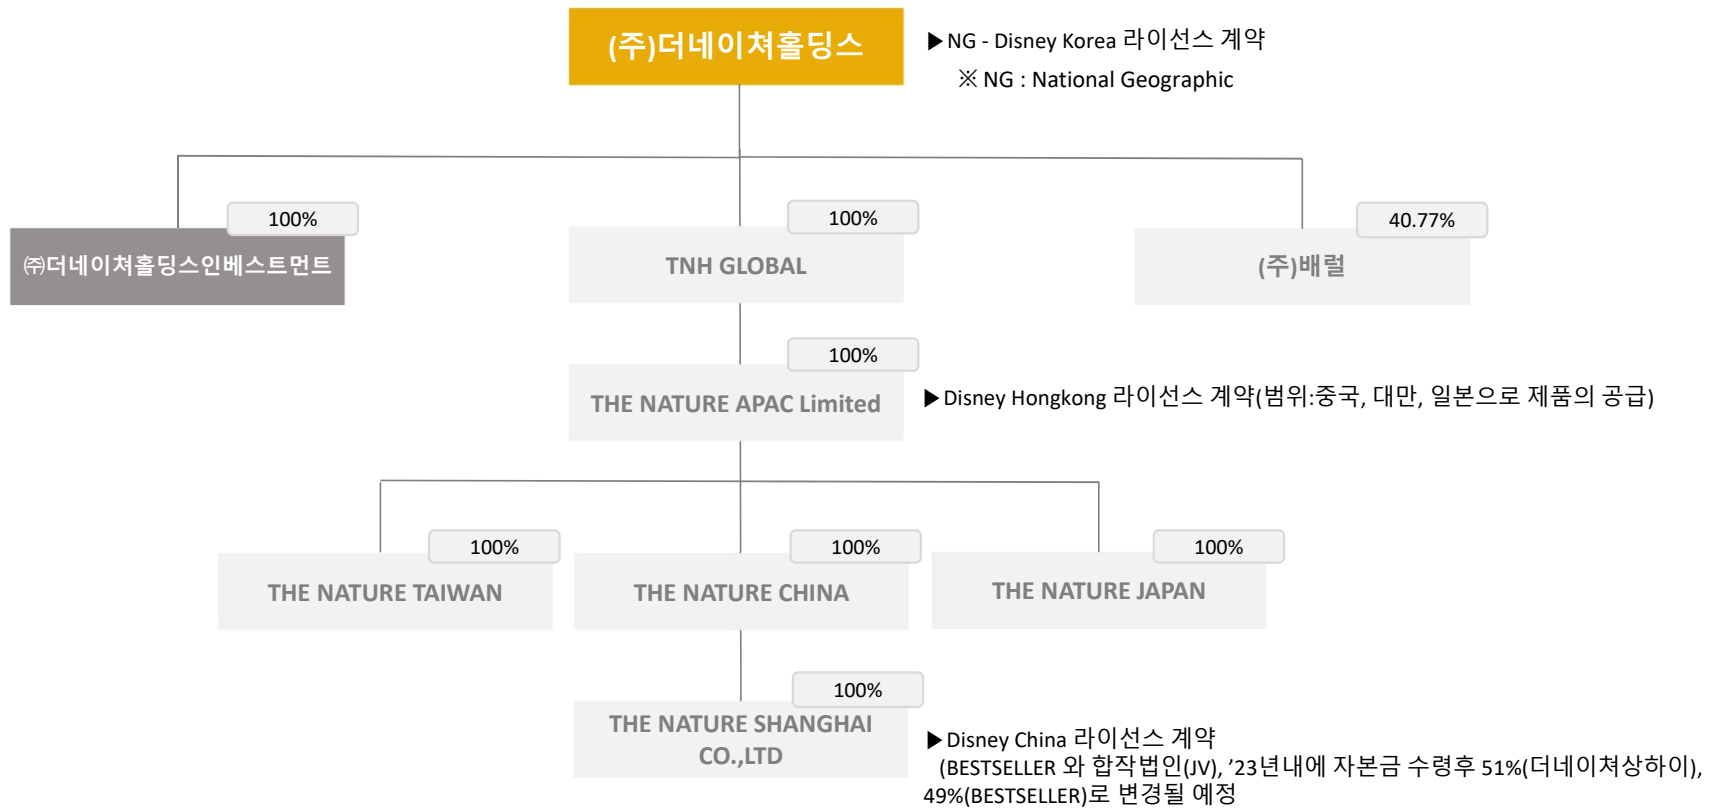 (주)더네이쳐홀딩스
▶NG - Disney Korea 라이선스 계약
※ NG : National Geographic
100%
㈜더네이쳐홀딩스인베스트먼트
100%
TNH GLOBAL
40.77%
(주)배럴
100%
THE NATURE APAC Limited
▶Disney Hongkong 라이선스 계약(범위:중국, 대만, 일본으로 제품의 공급)
100%
THE NATURE TAIWAN
100%
THE NATURE CHINA
100%
THE NATURE JAPAN
100%
THE NATURE SHANGHAI
CO.,LTD
▶Disney China 라이선스 계약
(BESTSELLER 와 합작법인(JV), ’23년내에 자본금 수령후 51%(더네이쳐상하이),
49%(BESTSELLER)로 변경될 예정